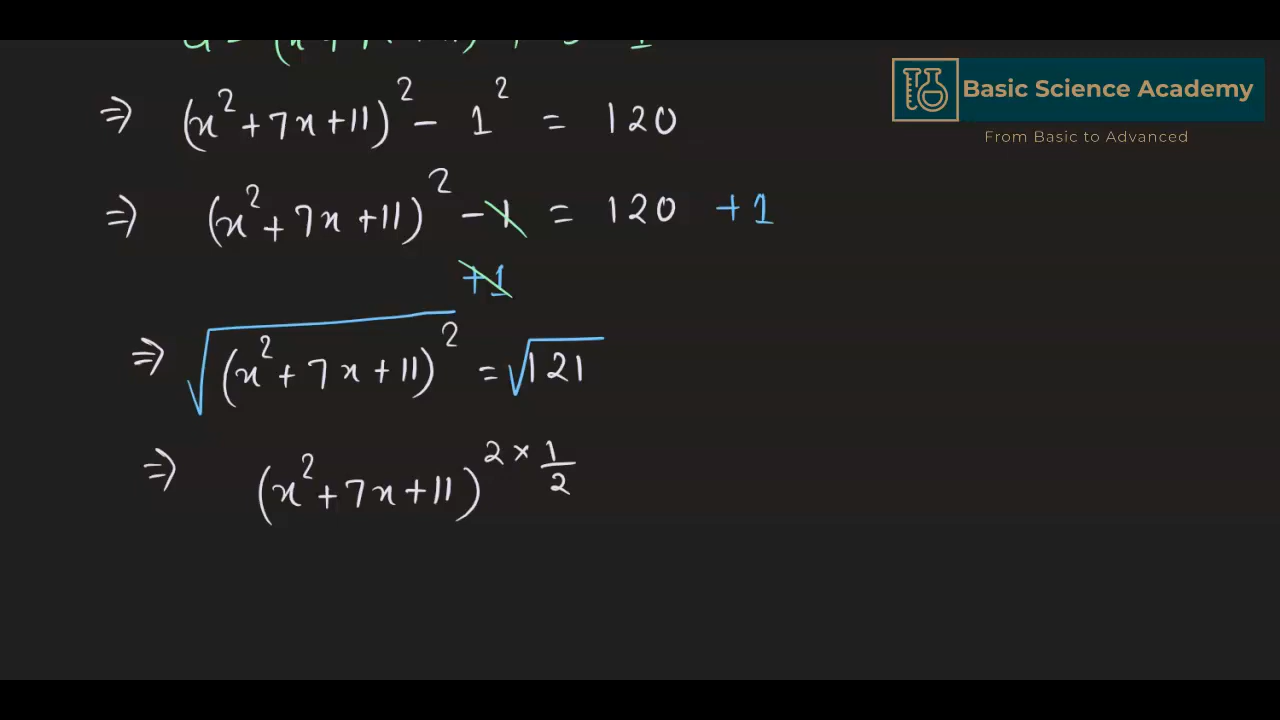 ⇒ (x²+7x+11)² - 1² = 120
Basic Science Academy
From Basic to Advanced
⇒ (x²+7x+11)² -1 = 120 +1
+1
⇒ √(x²+7x+11)² = √121
⇒ (x²+7x+11)^2×1/2